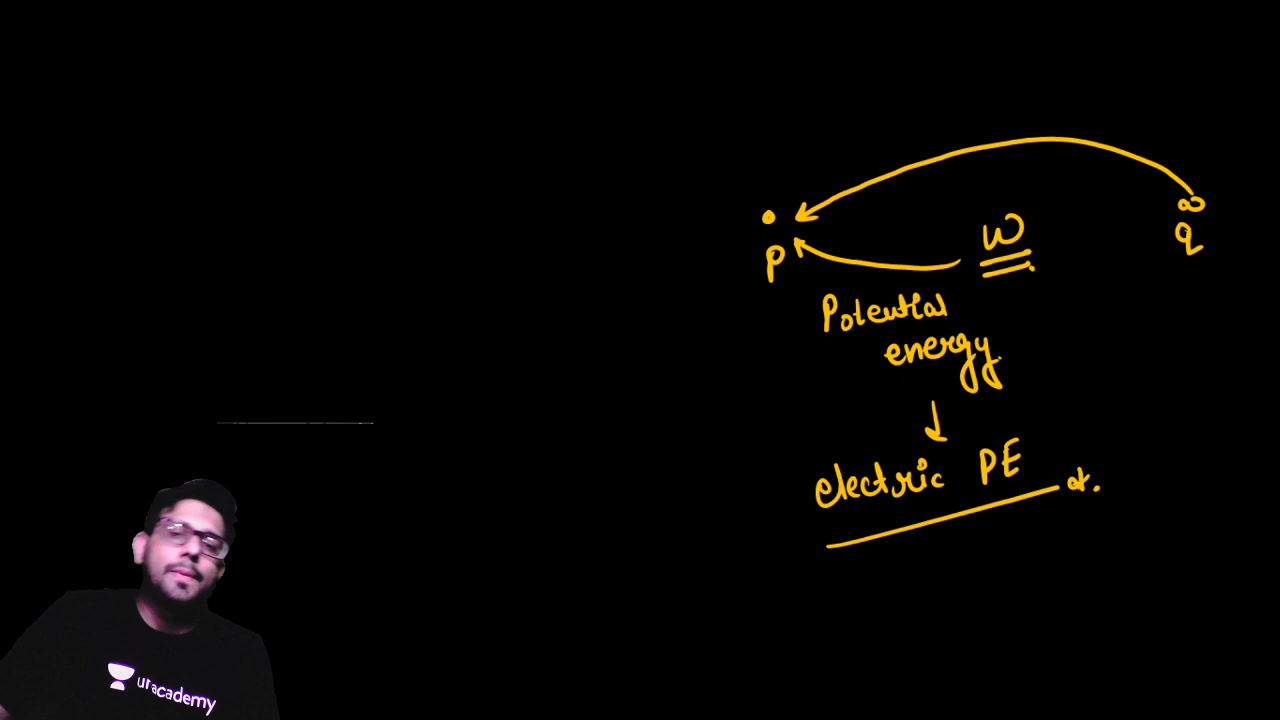 ∞
W
q
P
Potential
energy
↓
electric PE
unacademy